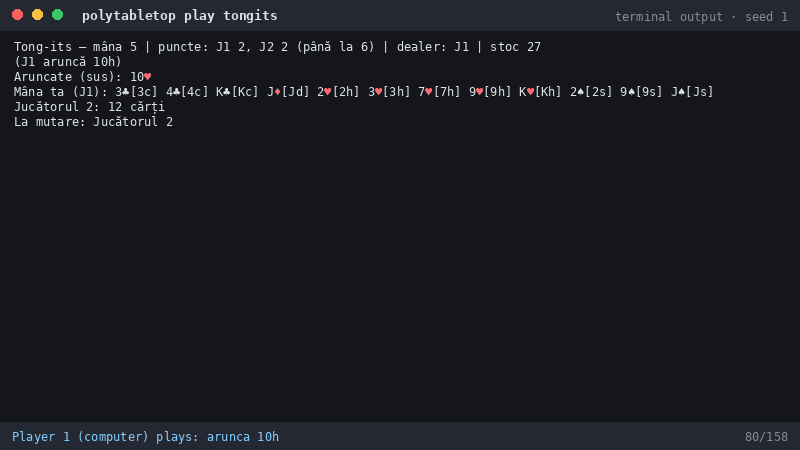 polytabletop play tongits
terminal output · seed 1
Tong-its — mâna 5 | puncte: J1 2, J2 2 (până la 6) | dealer: J1 | stoc 27
(J1 aruncă 10h)
Aruncate (sus): 10♥
Mâna ta (J1): 3♣[3c] 4♣[4c] K♣[Kc] J♦[Jd] 2♥[2h] 3♥[3h] 7♥[7h] 9♥[9h] K♥[Kh] 2♠[2s] 9♠[9s] J♠[Js]
Jucătorul 2: 12 cărți
La mutare: Jucătorul 2
Player 1 (computer) plays: arunca 10h
80/158